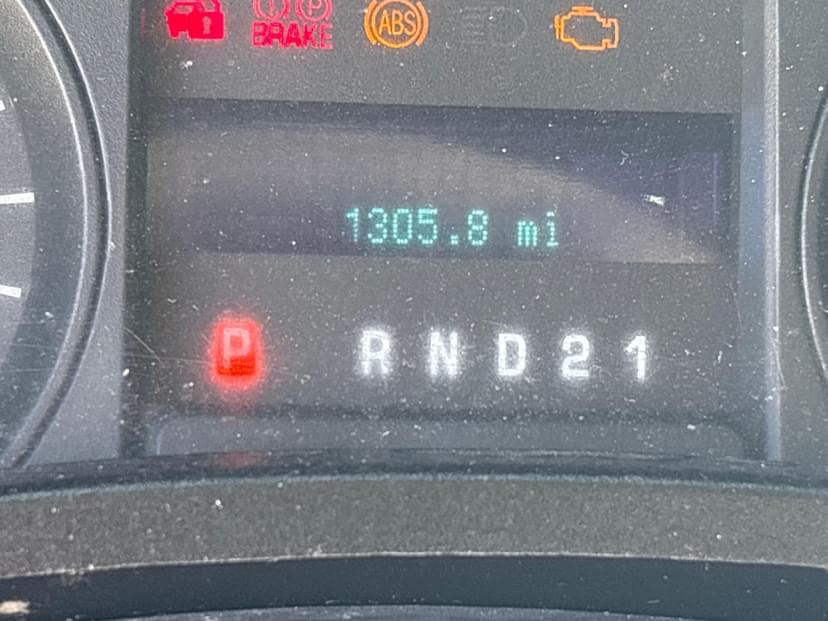 ! P
BRAKE ABS
1305.8 mi
P R N D 2 1